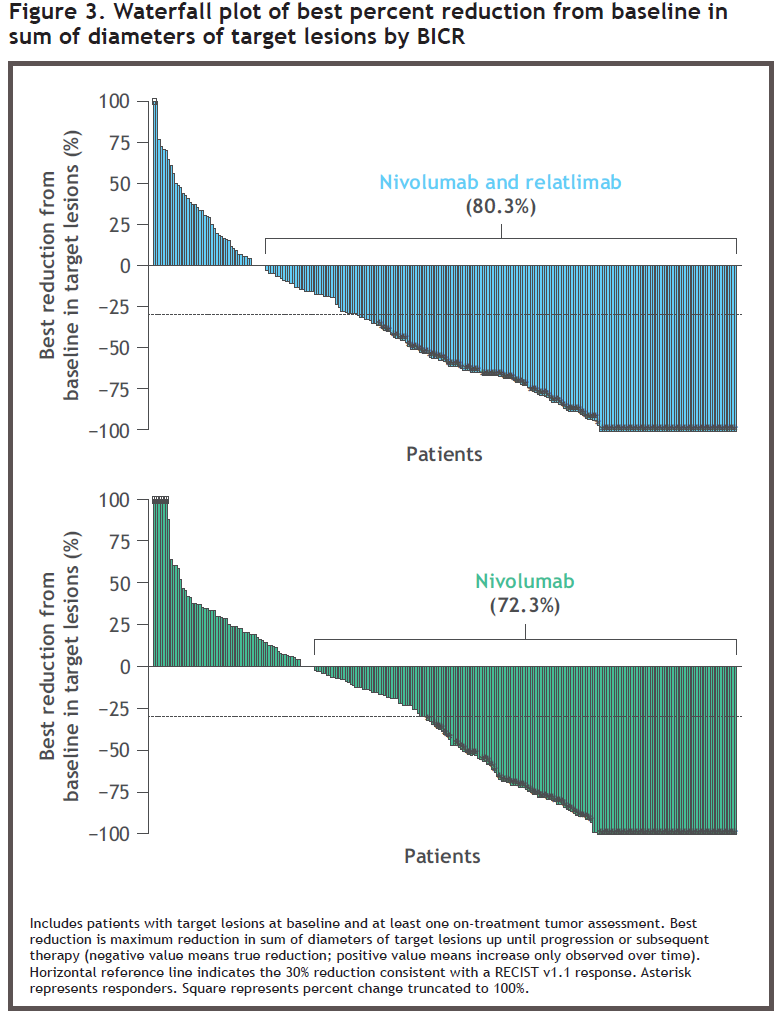 Figure 3. Waterfall plot of best percent reduction from baseline in
sum of diameters of target lesions by BICR
Best reduction from
baseline in target lesions (%)
100
75
50
25
0
−25
−50
−75
−100
Nivolumab and relatlimab
(80.3%)
Patients
Best reduction from
baseline in target lesions (%)
100
75
50
25
0
−25
−50
−75
−100
Nivolumab
(72.3%)
Patients
Includes patients with target lesions at baseline and at least one on-treatment tumor assessment. Best
reduction is maximum reduction in sum of diameters of target lesions up until progression or subsequent
therapy (negative value means true reduction; positive value means increase only observed over time).
Horizontal reference line indicates the 30% reduction consistent with a RECIST v1.1 response. Asterisk
represents responders. Square represents percent change truncated to 100%.